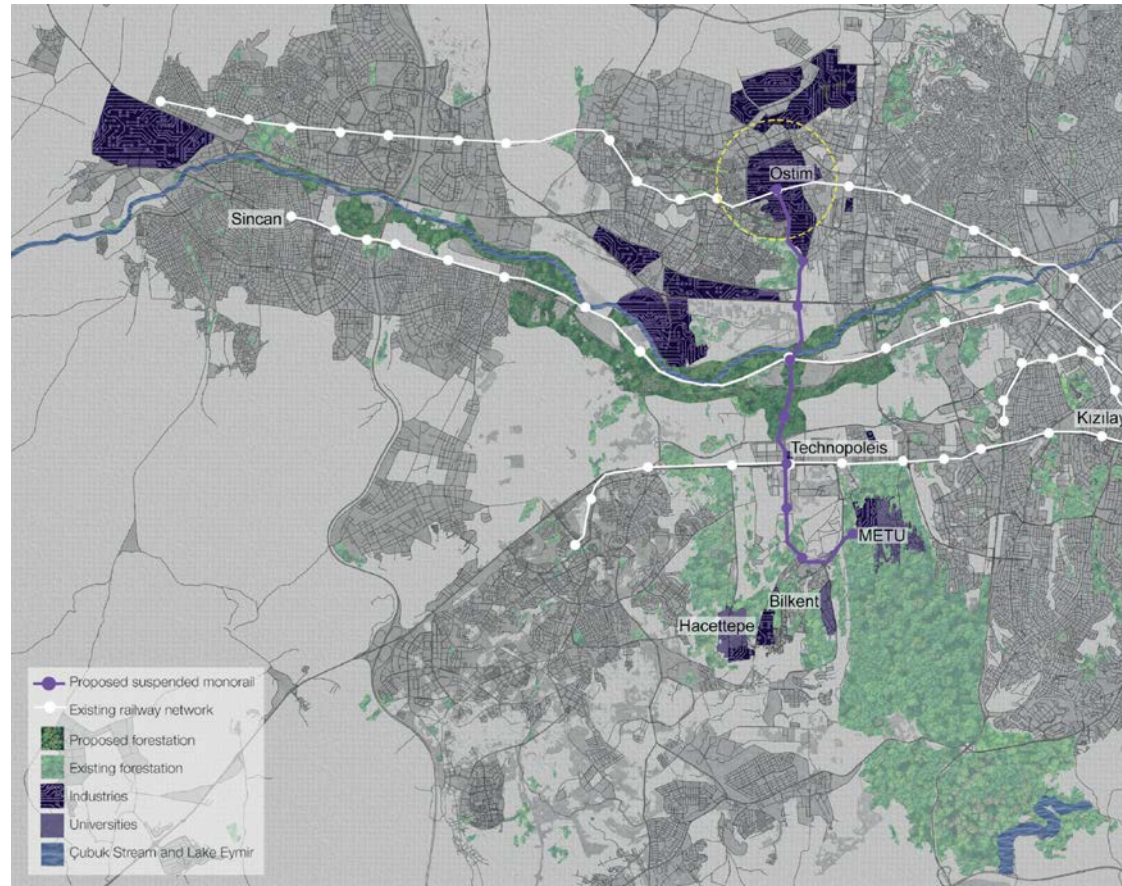 Ostim
Sincan
Kızılay
Technopoleis
METU
Bilkent
Hacettepe
Proposed suspended monorail
Existing railway network
Proposed forestation
Existing forestation
Industries
Universities
Çubuk Stream and Lake Eymir